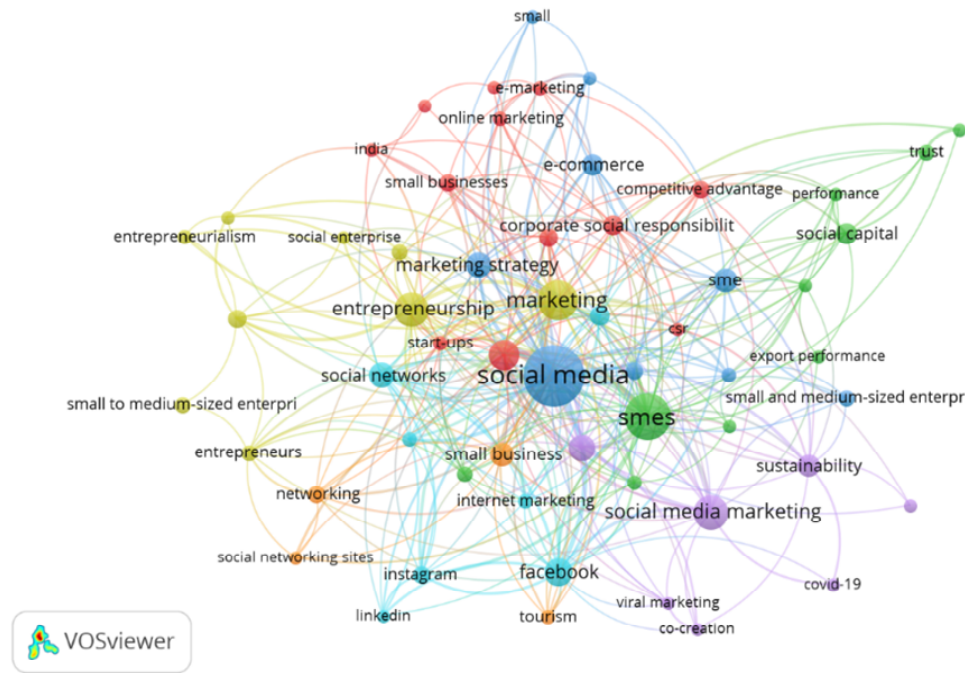 small
e-marketing
online marketing
india
e-commerce
trust
small businesses
competitive advantage
performance
corporate social responsibilit
social capital
entrepreneurialism
social enterprise
marketing strategy
sme
entrepreneurship
marketing
start-ups
csr
export performance
social networks
social media
small to medium-sized enterpri
small and medium-sized enterpr
smes
entrepreneurs
small business
sustainability
networking
internet marketing
social media marketing
social networking sites
instagram
facebook
covid-19
linkedin
tourism
viral marketing
co-creation
VOSviewer